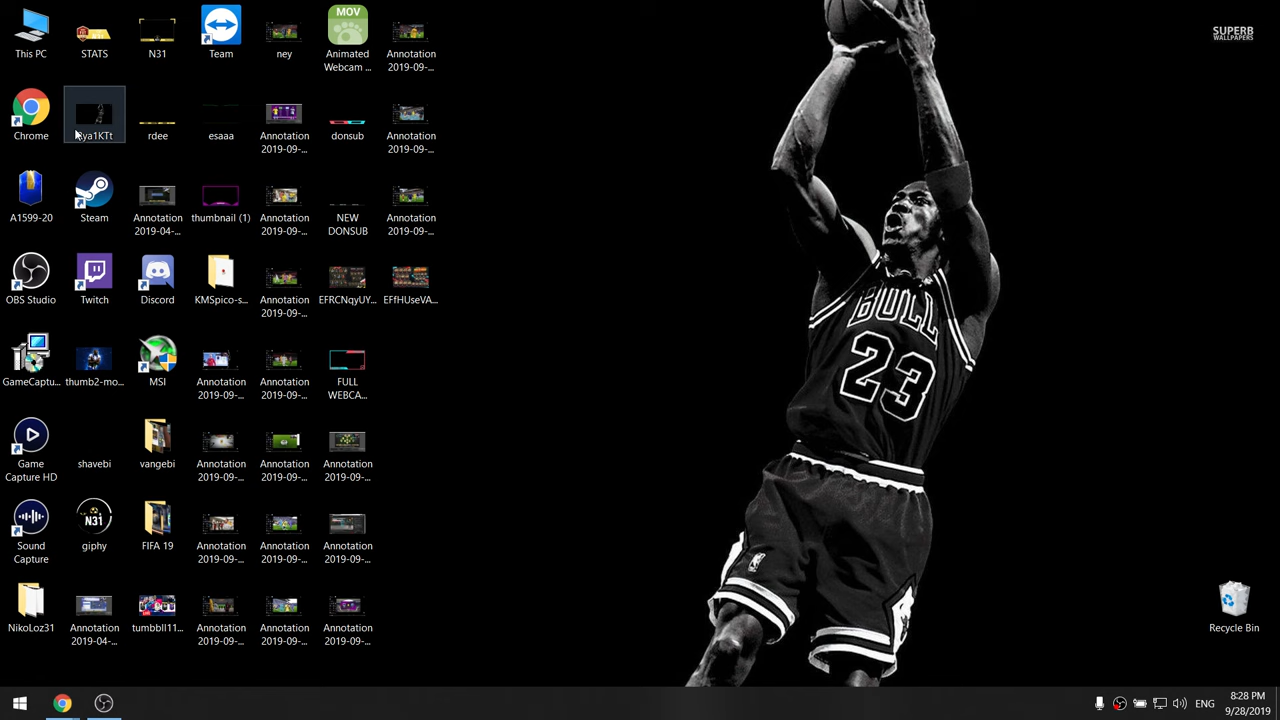 This PC
STATS
N31
Team
ney
MOV
Animated
Webcam ...
Annotation
2019-09-...
SUPERB
WALLPAPERS
Chrome
rdee
esaaa
Annotation
2019-09-...
donsub
Annotation
2019-09-...
A1599-20
Steam
Annotation
2019-04-...
thumbnail (1)
Annotation
2019-09-...
NEW
DONSUB
Annotation
2019-09-...
OBS Studio
Twitch
Discord
KMSpico-s...
Annotation
2019-09-...
EFRCNqyUY...
EFfHUseVA...
GameCaptu...
thumb2-mo...
MSI
Annotation
2019-09-...
Annotation
2019-09-...
FULL
WEBCA...
Game
Capture HD
shavebi
vangebi
Annotation
2019-09-...
Annotation
2019-09-...
Annotation
2019-09-...
Sound
Capture
N31
giphy
FIFA 19
Annotation
2019-09-...
Annotation
2019-09-...
Annotation
2019-09-...
NikoLoz31
Annotation
2019-04-...
tumbbll11...
Annotation
2019-09-...
Annotation
2019-09-...
Annotation
2019-09-...
BULL
23
Recycle Bin
ENG
8:28 PM
9/28/2019